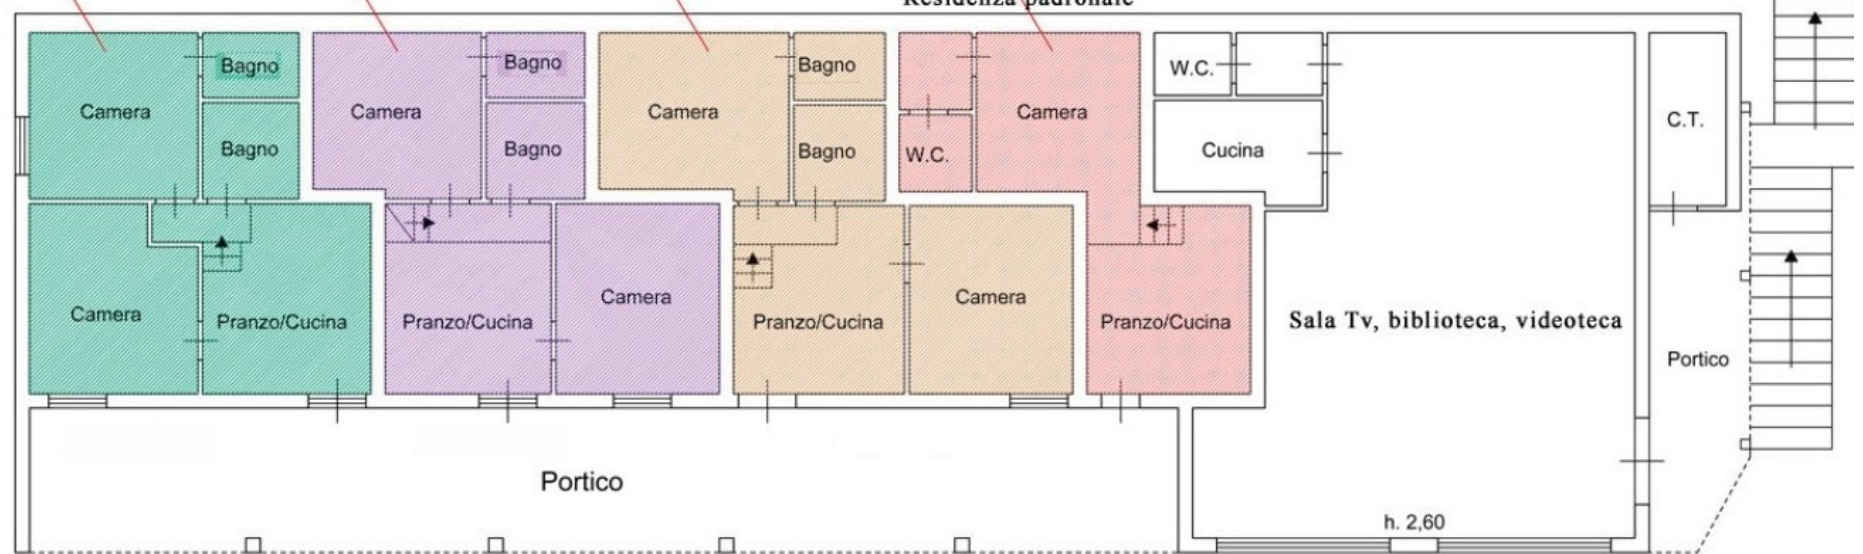 Residenza padronale
Bagno
Bagno
Bagno
W.C.
Camera
Camera
Camera
Camera
C.T.
Bagno
Bagno
Bagno
W.C.
Cucina
Camera
Camera
Camera
Pranzo/Cucina
Pranzo/Cucina
Pranzo/Cucina
Pranzo/Cucina
Sala Tv, biblioteca, videoteca
Portico
Portico
h. 2,60